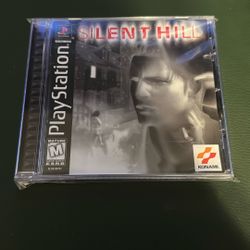 SILENT HILL
PlayStation
M
KONAMI